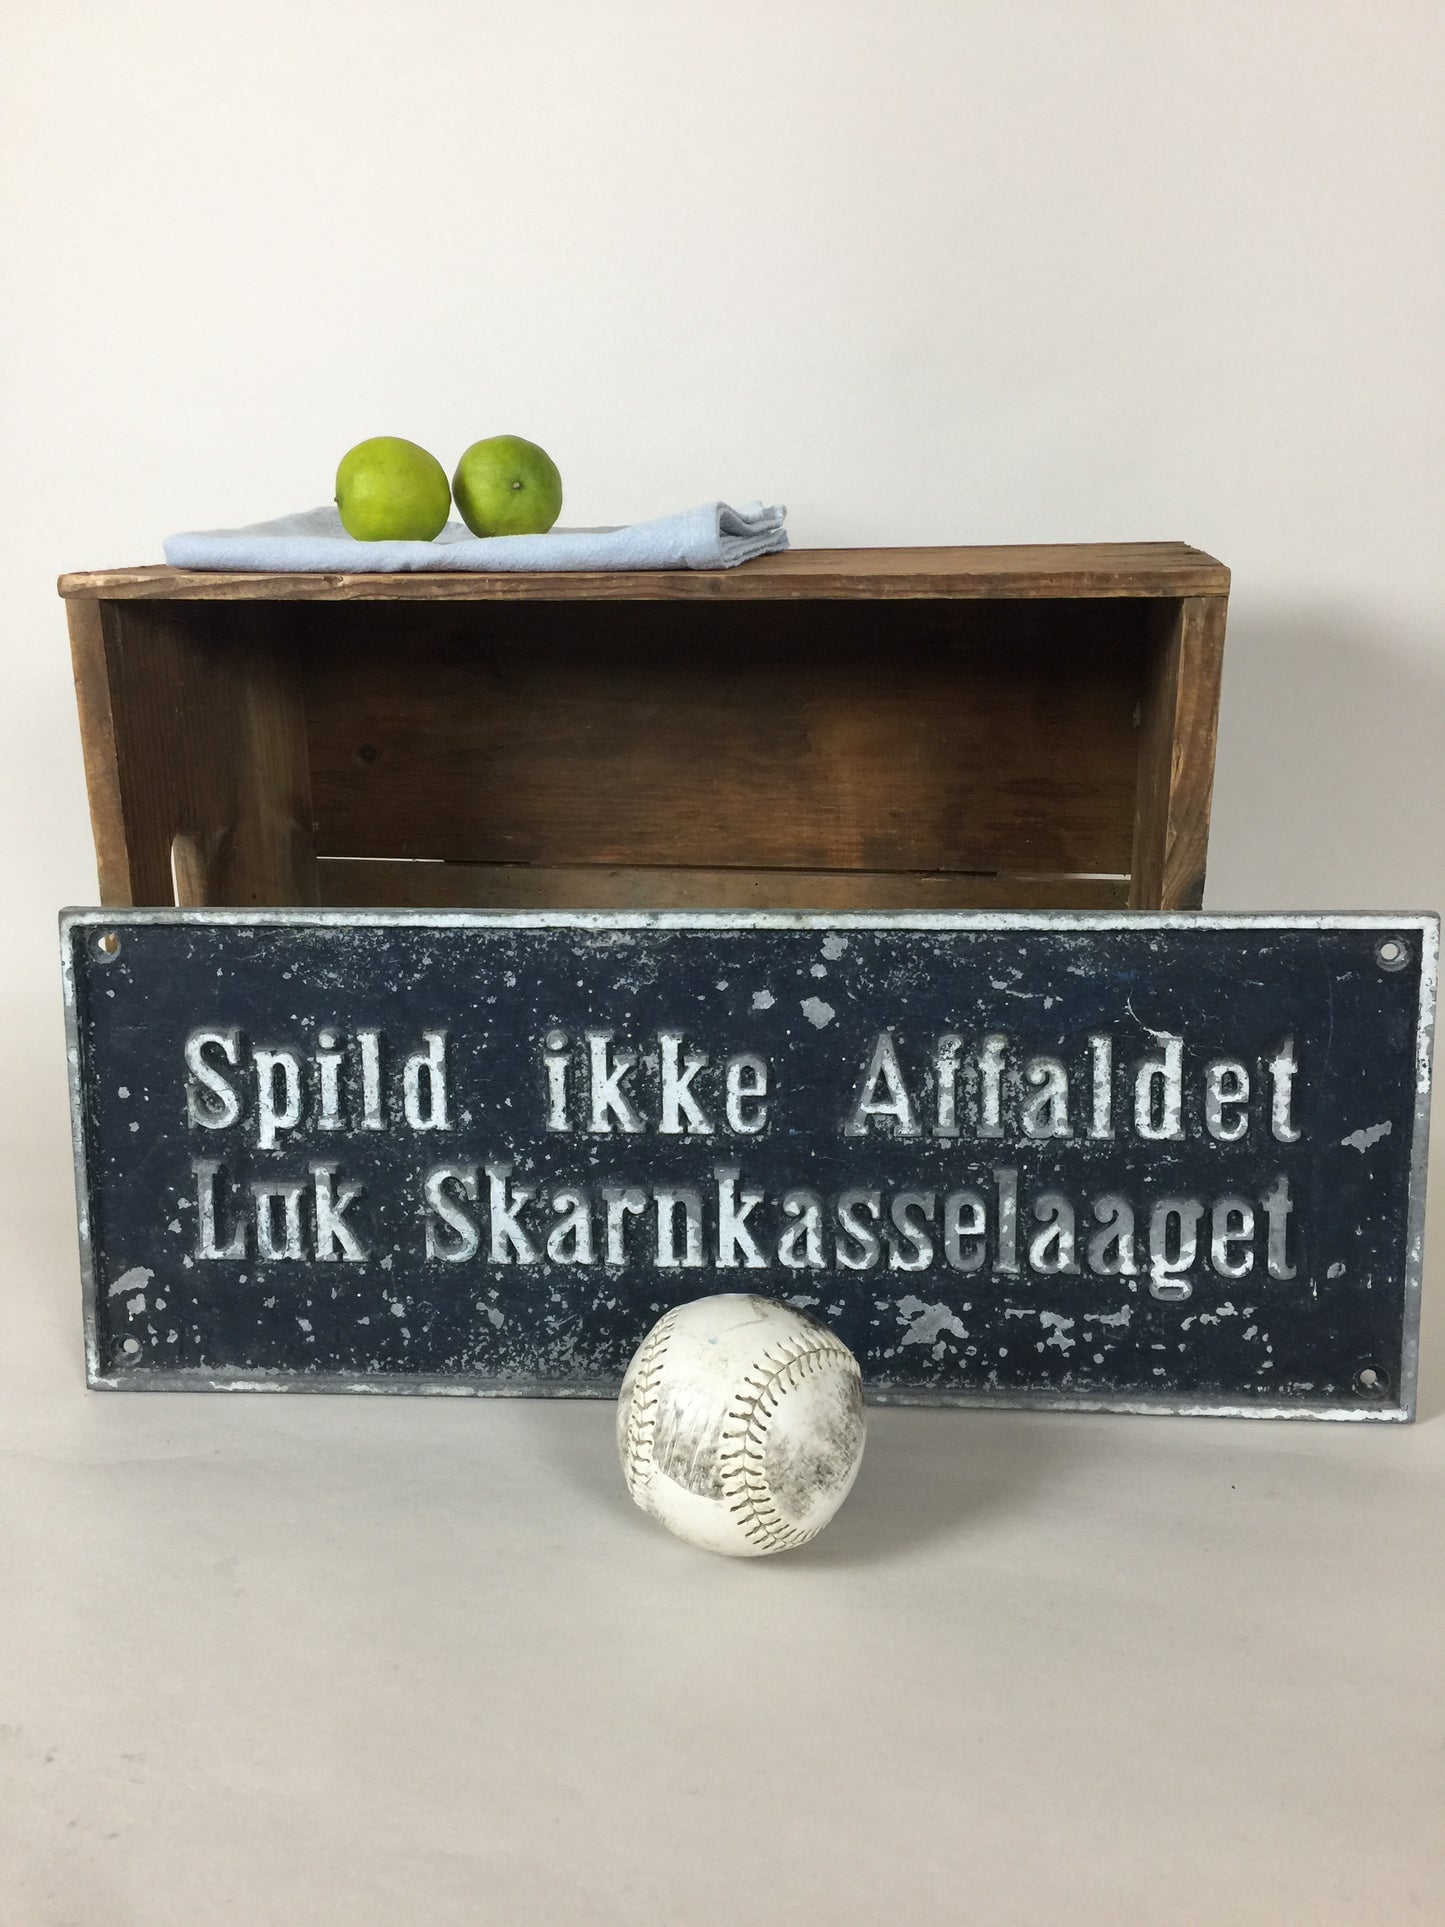 Spild ikke Affaldet
Luk Skarnkasselaaget